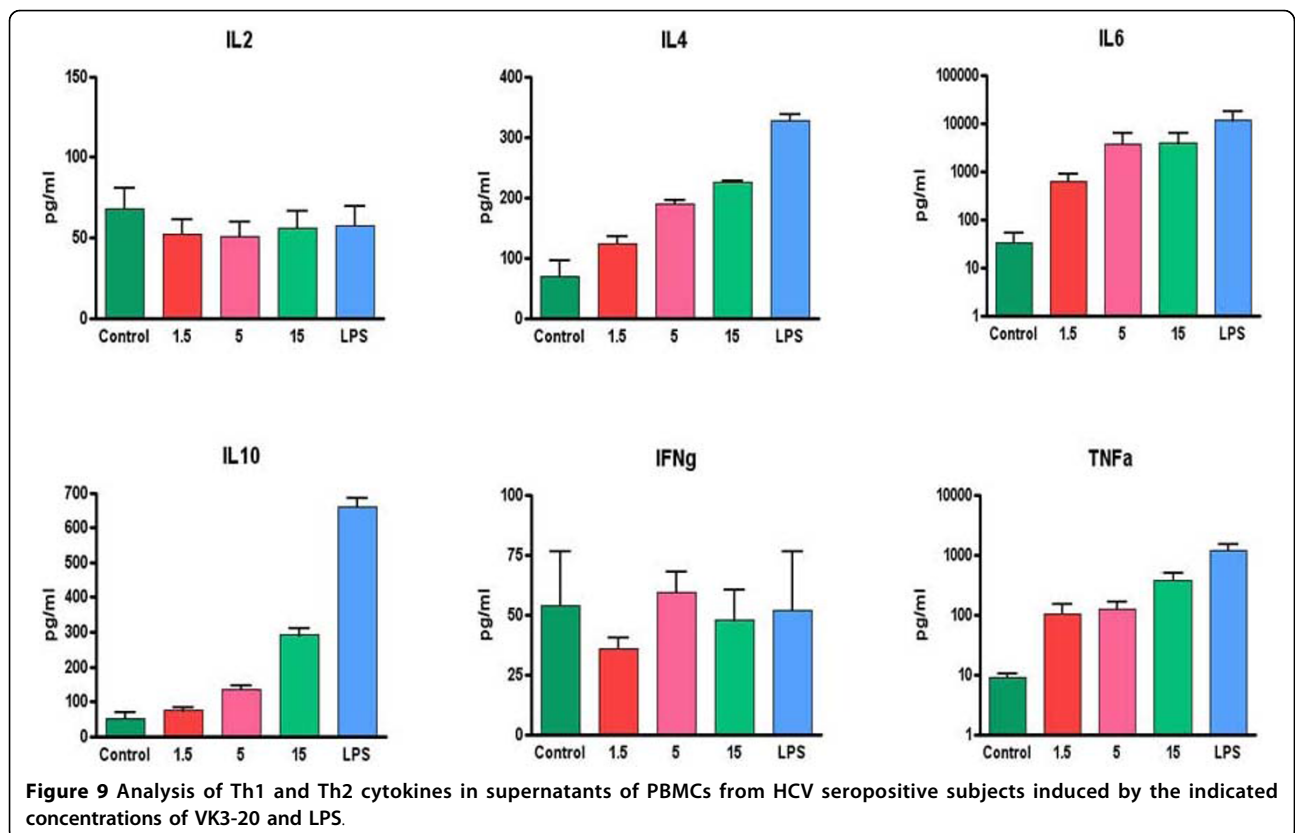 IL2
150
100
50
0
pg/ml
Control 1.5 5 15 LPS
IL4
400
300
200
100
0
pg/ml
Control 1.5 5 15 LPS
IL6
100000
10000
1000
100
10
1
pg/ml
Control 1.5 5 15 LPS
IL10
700
600
500
400
300
200
100
0
pg/ml
Control 1.5 5 15 LPS
IFNg
100
75
50
25
0
pg/ml
Control 1.5 5 15 LPS
TNFa
10000
1000
100
10
1
pg/ml
Control 1.5 5 15 LPS
Figure 9 Analysis of Th1 and Th2 cytokines in supernatants of PBMCs from HCV seropositive subjects induced by the indicated
concentrations of VK3-20 and LPS.